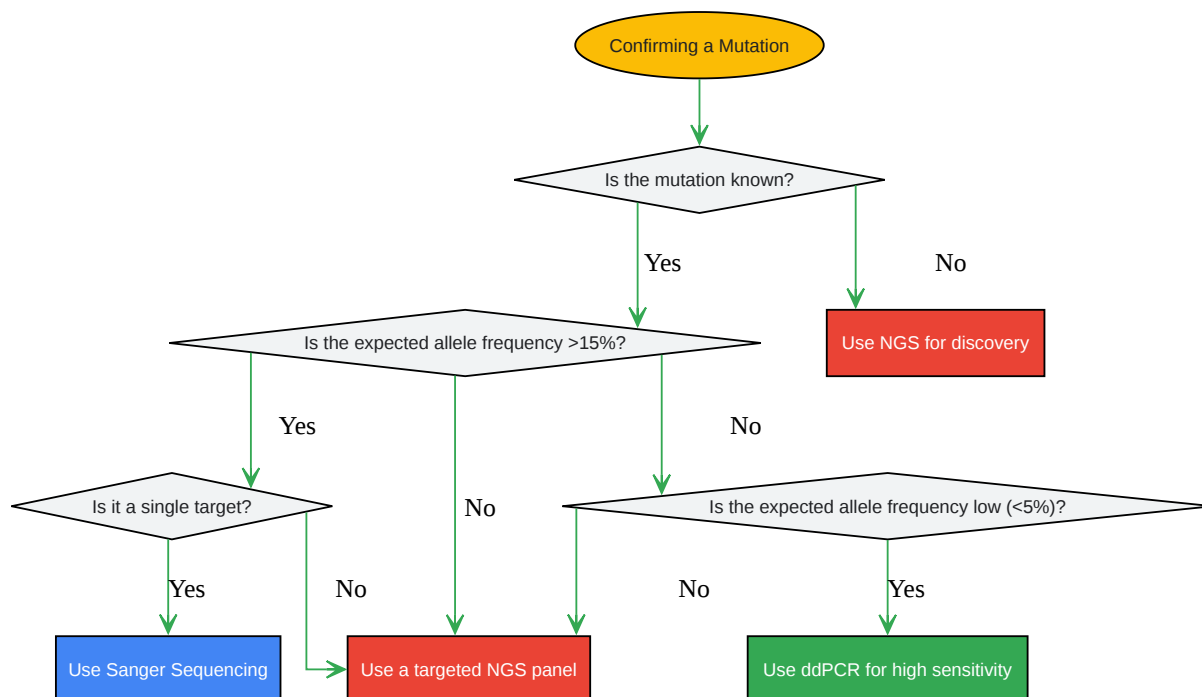 Confirming a Mutation
Is the mutation known?
Yes
No
Is the expected allele frequency >15%?
Use NGS for discovery
Yes
No
Is it a single target?
No
Is the expected allele frequency low (<5%)?
Yes
No
No
Yes
Use Sanger Sequencing
Use a targeted NGS panel
Use ddPCR for high sensitivity